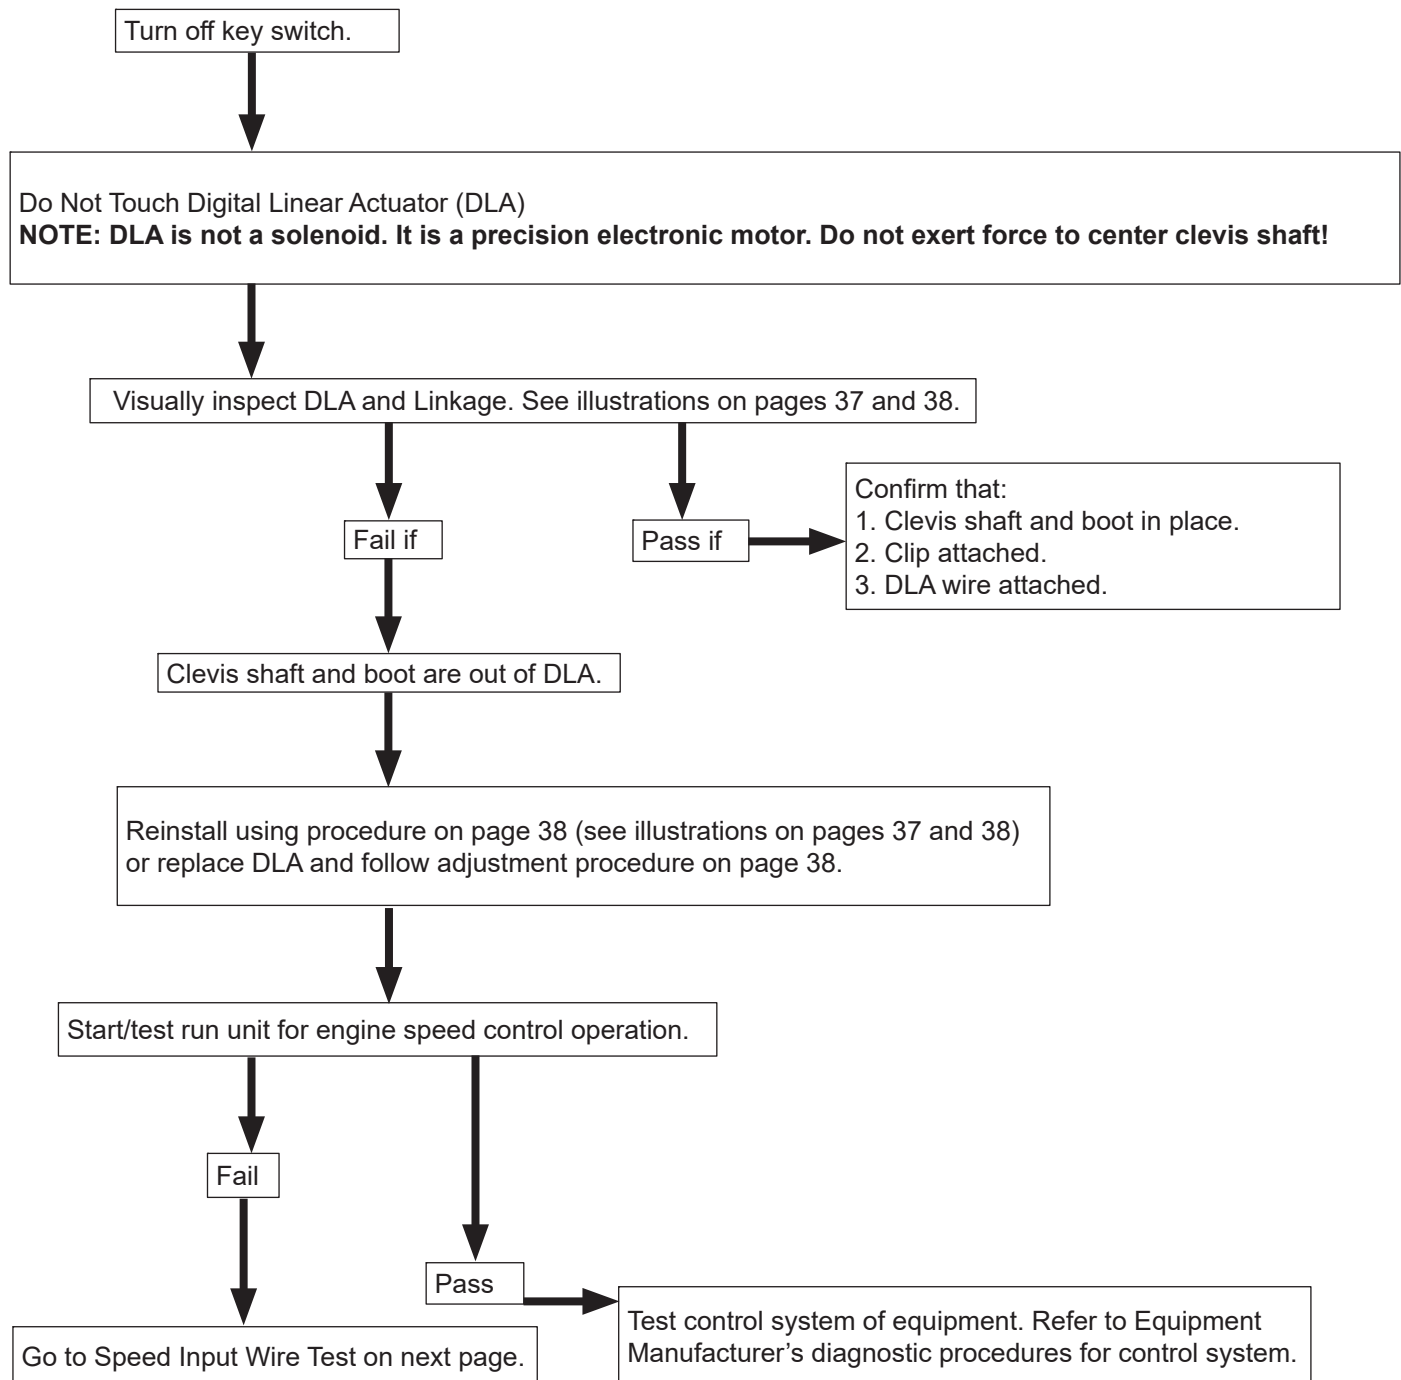 Turn off key switch.
Do Not Touch Digital Linear Actuator (DLA)
NOTE: DLA is not a solenoid. It is a precision electronic motor. Do not exert force to center clevis shaft!
Visually inspect DLA and Linkage. See illustrations on pages 37 and 38.
Fail if
Pass if
Confirm that:
1. Clevis shaft and boot in place.
2. Clip attached.
3. DLA wire attached.
Clevis shaft and boot are out of DLA.
Reinstall using procedure on page 38 (see illustrations on pages 37 and 38)
or replace DLA and follow adjustment procedure on page 38.
Start/test run unit for engine speed control operation.
Fail
Pass
Go to Speed Input Wire Test on next page.
Test control system of equipment. Refer to Equipment
Manufacturer’s diagnostic procedures for control system.